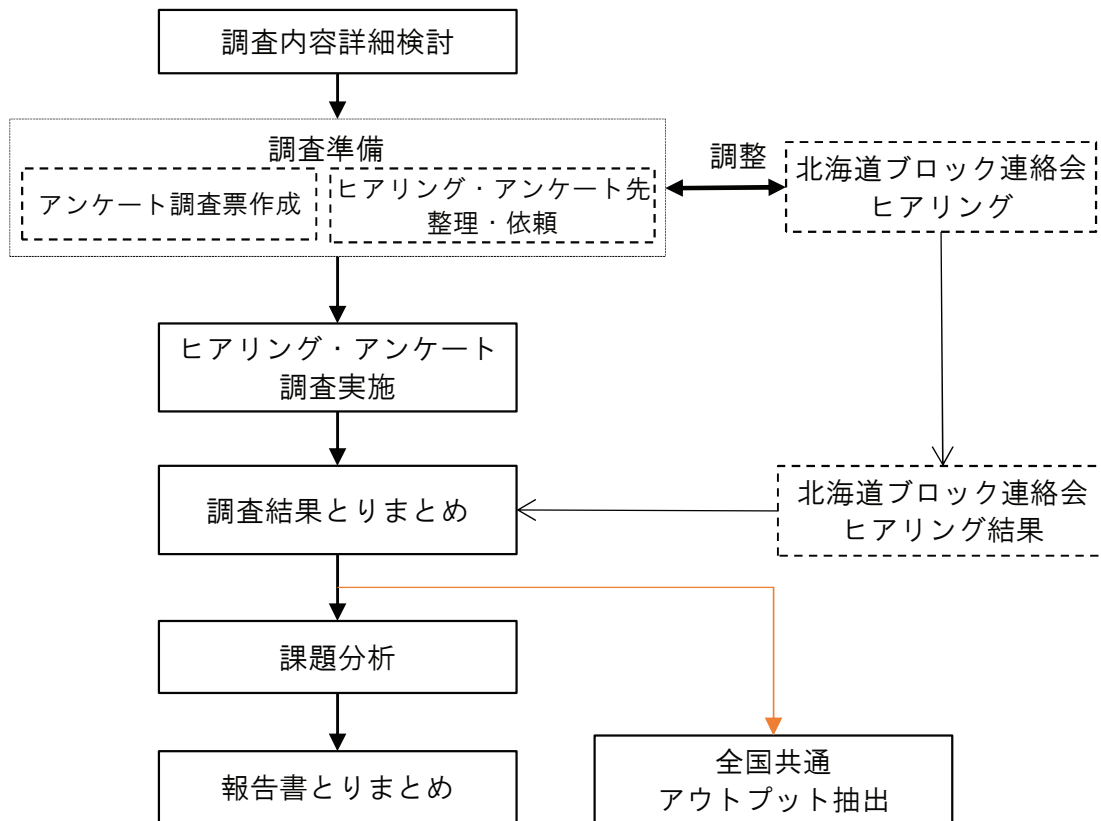 調査内容詳細検討
調査準備
アンケート調査票作成
ヒアリング・アンケート先
整理・依頼
調整
北海道ブロック連絡会
ヒアリング
ヒアリング・アンケート
調査実施
調査結果とりまとめ
北海道ブロック連絡会
ヒアリング結果
課題分析
報告書とりまとめ
全国共通
アウトプット抽出